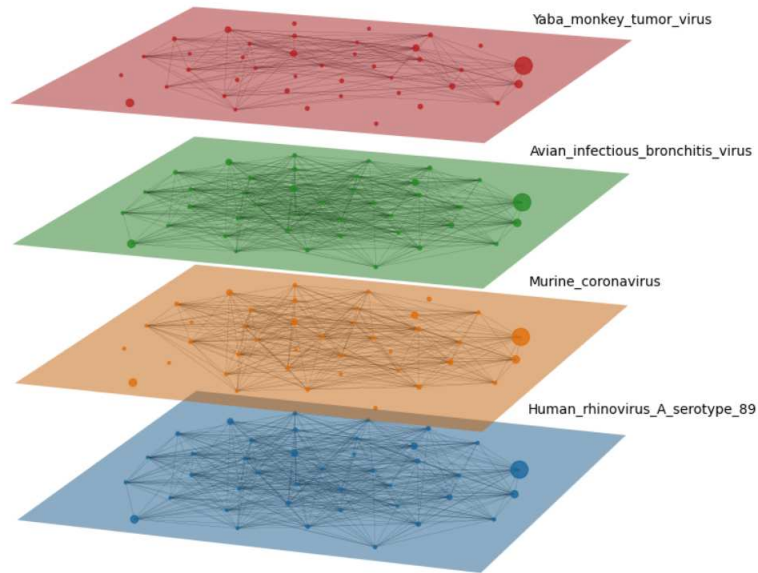 Yaba_monkey_tumor_virus
Avian_infectious_bronchitis_virus
Murine_coronavirus
Human_rhinovirus_A_serotype_89